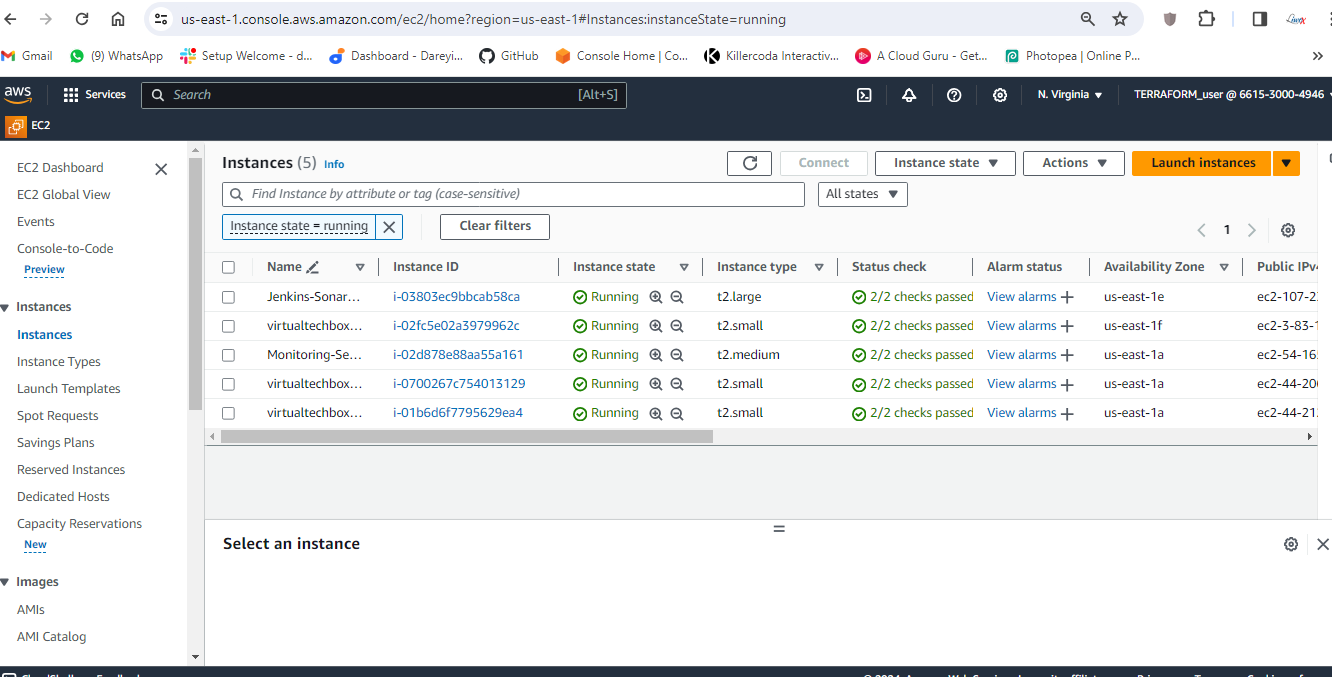 us-east-1.console.aws.amazon.com/ec2/home?region=us-east-1#Instances:instanceState=running
Gmail (9) WhatsApp Setup Welcome - d... Dashboard - Dareyi... GitHub Console Home | Co... Killercoda Interactiv... A Cloud Guru - Get... Photopea | Online P... »
aws Services Search [Alt+S] N. Virginia TERRAFORM_user @ 6615-3000-4946
EC2
EC2 Dashboard
EC2 Global View
Events
Console-to-Code
Preview
Instances
Instances
Instance Types
Launch Templates
Spot Requests
Savings Plans
Reserved Instances
Dedicated Hosts
Capacity Reservations
New
Images
AMIs
AMI Catalog
Instances (5) Info Connect Instance state Actions Launch instances
Find Instance by attribute or tag (case-sensitive) All states
Instance state = running Clear filters
1
Name Instance ID Instance state Instance type Status check Alarm status Availability Zone Public IPv4
Jenkins-Sonar... i-03803ec9bbcab58ca Running t2.large 2/2 checks passed View alarms + us-east-1e ec2-107-2
virtualtechbox... i-02fc5e02a3979962c Running t2.small 2/2 checks passed View alarms + us-east-1f ec2-3-83-1
Monitoring-Se... i-02d878e88aa55a161 Running t2.medium 2/2 checks passed View alarms + us-east-1a ec2-54-16
virtualtechbox... i-0700267c754013129 Running t2.small 2/2 checks passed View alarms + us-east-1a ec2-44-20
virtualtechbox... i-01b6d6f7795629ea4 Running t2.small 2/2 checks passed View alarms + us-east-1a ec2-44-21
Select an instance